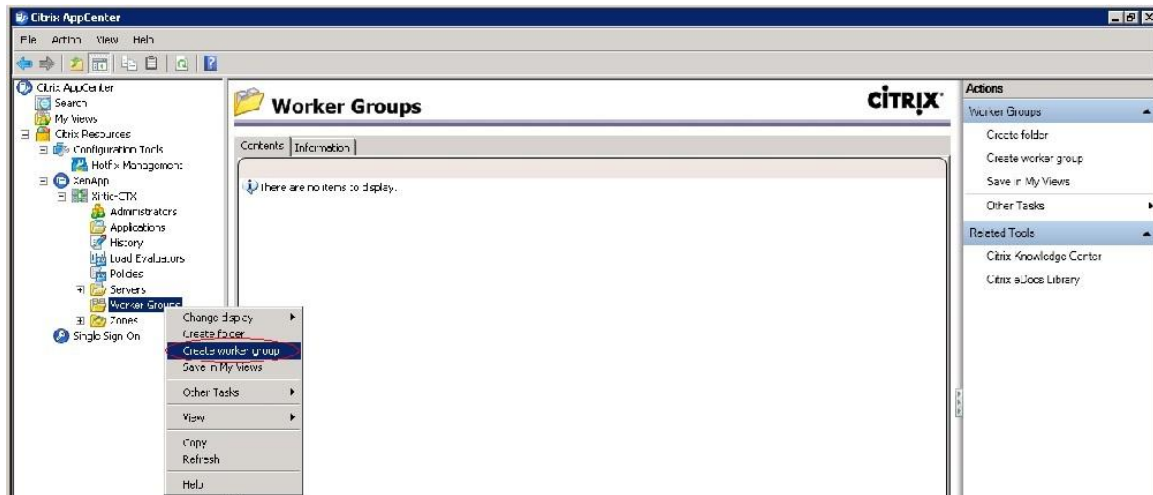 Citrix AppCenter
File Action View Help
Citrix AppCenter
Search
My Views
Citrix Resources
Configuration Tools
Hotfix Management
XenApp
Administrators
Applications
History
Load Evaluators
Policies
Servers
Worker Groups
Zones
Single Sign On
Change display
Create folder
Create worker group
Save in My Views
Other Tasks
View
Copy
Refresh
Help
Worker Groups
CITRIX
Contents Information
There are no items to display.
Actions
Worker Groups
Create folder
Create worker group
Save in My Views
Other Tasks
Related Tools
Citrix Knowledge Center
Citrix eDocs Library